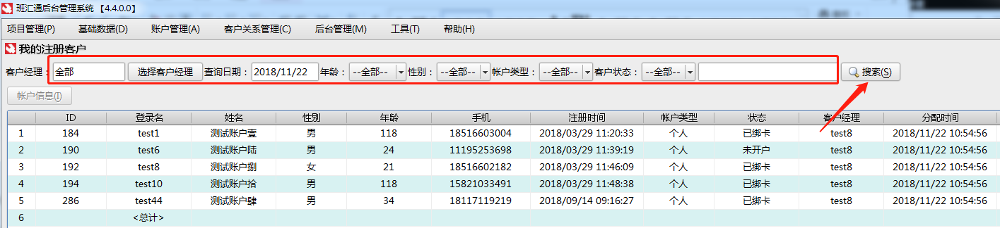 班汇通后台管理系统 【4.4.0.0】
项目管理(P) 基础数据(D) 账户管理(A) 客户关系管理(C) 后台管理(M) 工具(T) 帮助(H)
我的注册客户
客户经理： 全部 选择客户经理 查询日期： 2018/11/22 年龄： --全部-- 性别： --全部-- 帐户类型： --全部-- 客户状态： --全部-- 搜索(S)
帐户信息(I)
ID 登录名 姓名 性别 年龄 手机 注册时间 帐户类型 状态 客户经理 分配时间
1 184 test1 测试账户壹 男 118 18516603004 2018/03/29 11:20:33 个人 已绑卡 test8 2018/11/22 10:54:56
2 190 test6 测试账户陆 男 24 11195253698 2018/03/29 11:39:19 个人 未开户 test8 2018/11/22 10:54:56
3 192 test8 测试账户捌 女 21 18516602182 2018/03/29 11:46:09 个人 已绑卡 test8 2018/11/22 10:54:56
4 194 test10 测试账户拾 男 118 15821033491 2018/03/29 11:48:38 个人 已绑卡 test8 2018/11/22 10:54:56
5 286 test44 测试账户肆 男 34 18117119219 2018/09/14 09:16:27 个人 已绑卡 test8 2018/11/22 10:54:56
6 <总计>